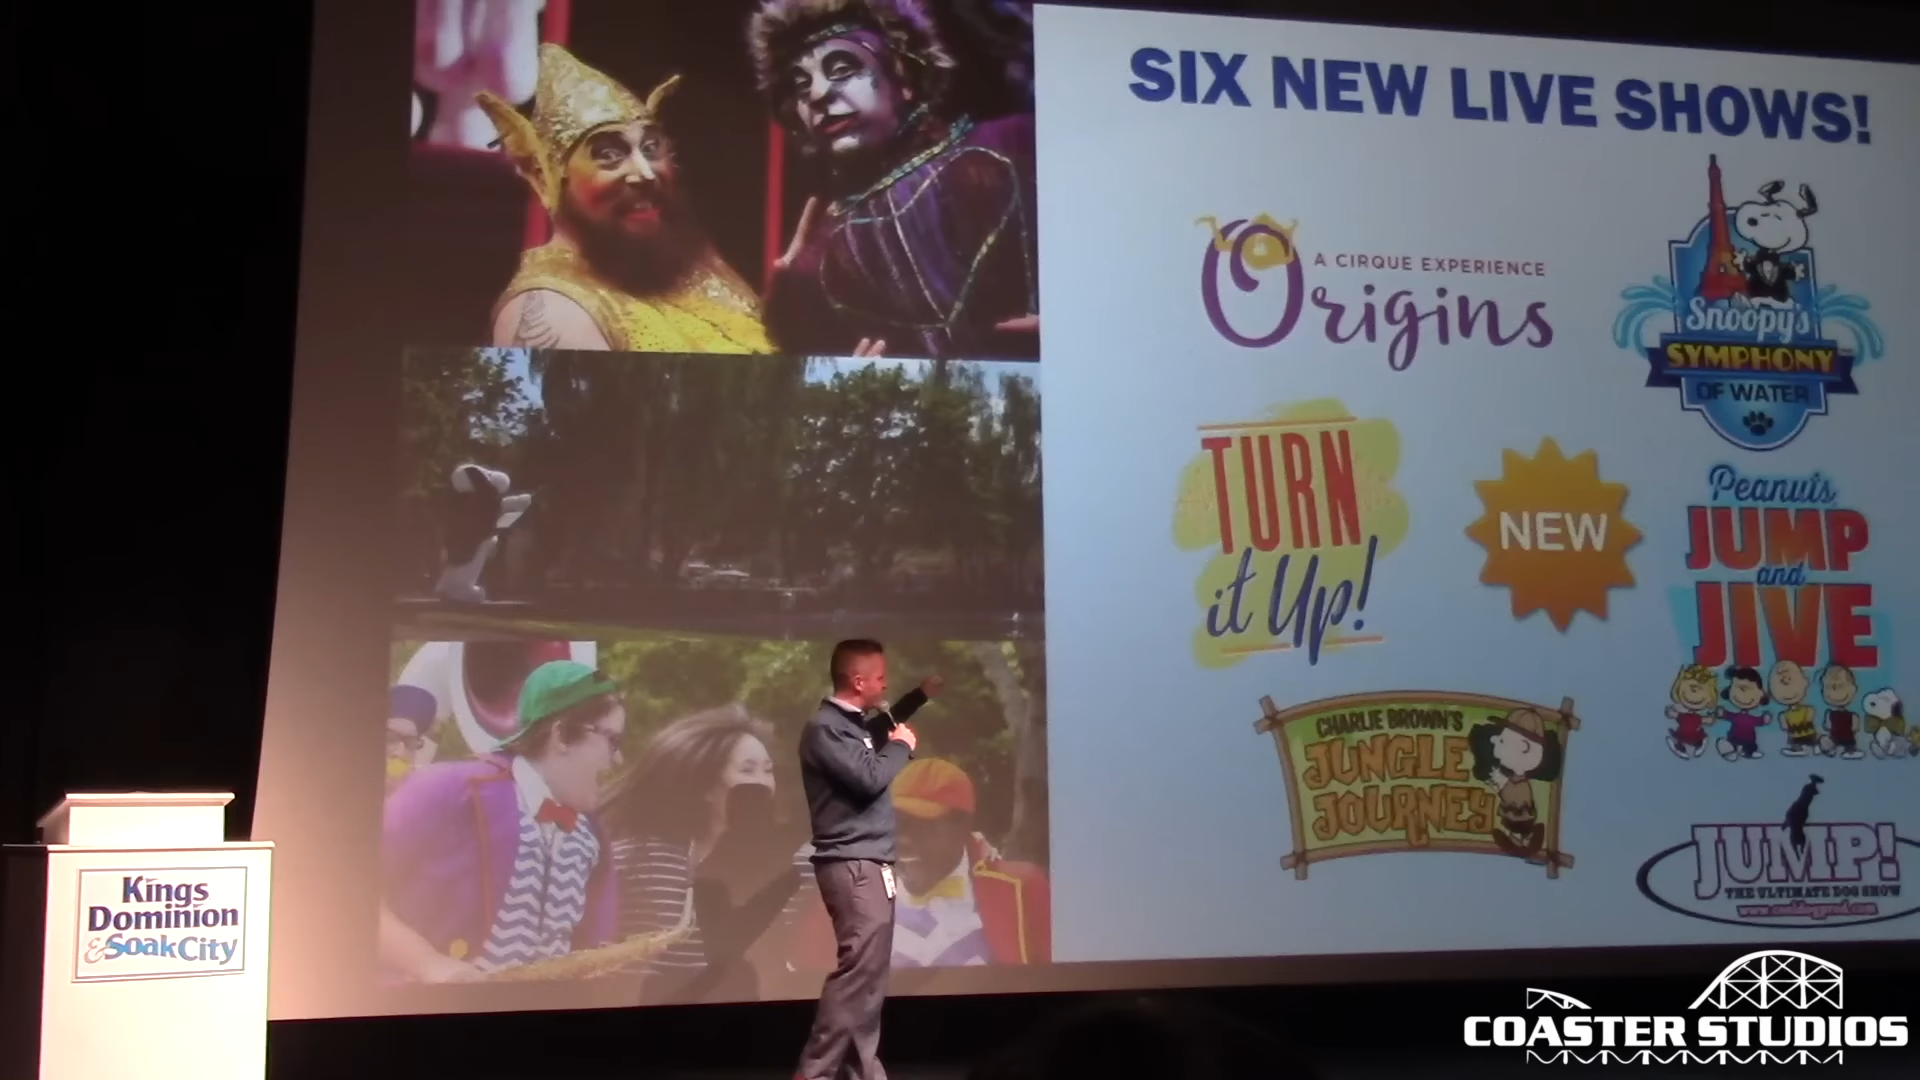 SIX NEW LIVE SHOWS!
A CIRQUE EXPERIENCE
Origins
Snoopy's
SYMPHONY
OF WATER
TURN
it Up!
NEW
Peanuts
JUMP
and
JIVE
CHARLIE BROWN'S
JUNGLE
JOURNEY
JUMP!
THE ULTIMATE DOG SHOW
Kings
Dominion
& Soak City
COASTER STUDIOS